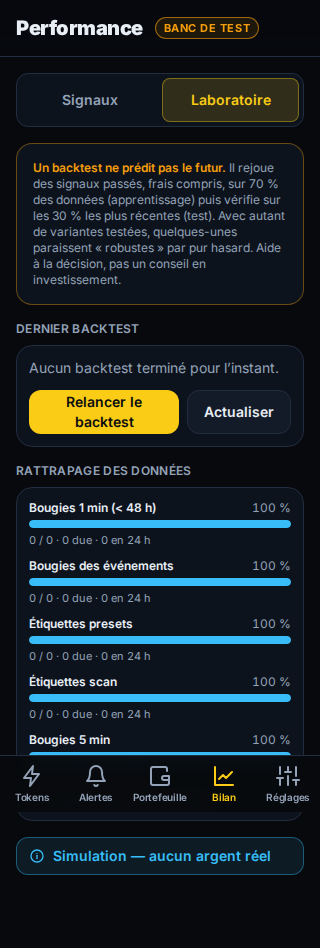 Performance BANC DE TEST
Signaux Laboratoire
Un backtest ne prédit pas le futur. Il rejoue
des signaux passés, frais compris, sur 70 %
des données (apprentissage) puis vérifie sur
les 30 % les plus récentes (test). Avec autant
de variantes testées, quelques-unes
paraissent « robustes » par pur hasard. Aide
à la décision, pas un conseil en
investissement.
DERNIER BACKTEST
Aucun backtest terminé pour l'instant.
Relancer le
backtest
Actualiser
RATTRAPAGE DES DONNÉES
Bougies 1 min (< 48 h) 100 %
0 / 0 · 0 due · 0 en 24 h
Bougies des événements 100 %
0 / 0 · 0 due · 0 en 24 h
Étiquettes presets 100 %
0 / 0 · 0 due · 0 en 24 h
Étiquettes scan 100 %
0 / 0 · 0 due · 0 en 24 h
Bougies 5 min 100 %
Tokens Alertes Portefeuille Bilan Réglages
Simulation — aucun argent réel